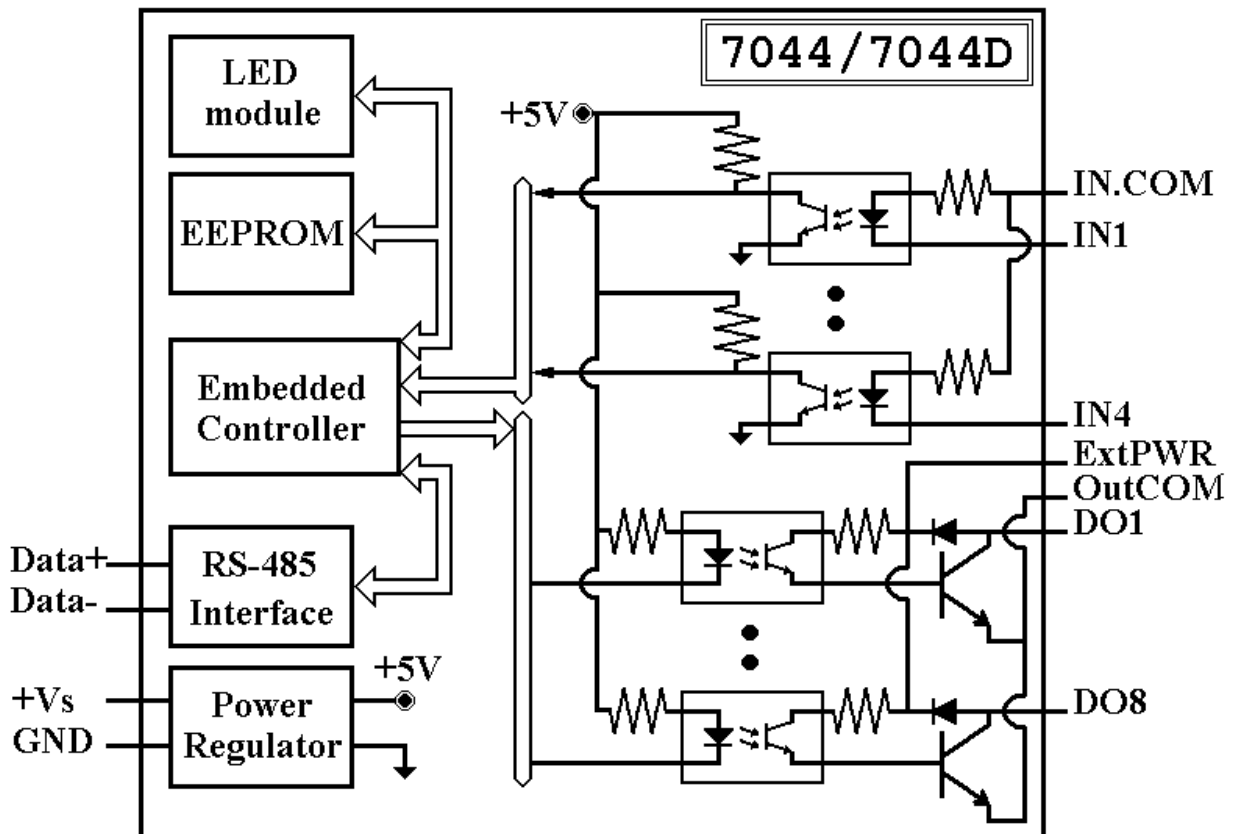 7044/7044D
LED
module
EEPROM
Embedded
Controller
RS-485
Interface
Power
Regulator
Data+
Data-
+Vs
GND
+5V
+5V
IN.COM
IN1
IN4
ExtPWR
OutCOM
DO1
DO8